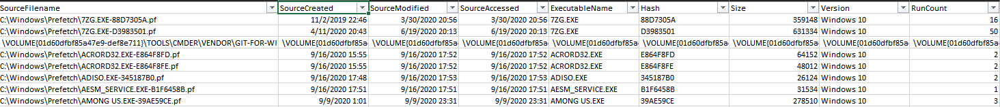 SourceFilename SourceCreated SourceModified SourceAccessed ExecutableName Hash Size Version RunCount
C:\Windows\Prefetch\7ZG.EXE-88D7305A.pf 11/2/2019 22:46 3/30/2020 20:56 3/30/2020 20:56 7ZG.EXE 88D7305A 359148 Windows 10 16
C:\Windows\Prefetch\7ZG.EXE-D3983501.pf 4/11/2020 20:43 6/19/2020 20:13 6/19/2020 20:13 7ZG.EXE D3983501 631334 Windows 10 50
\VOLUME{01d60dfbf85a47e9-def8e711}\TOOLS\CMDER\VENDOR\GIT-FOR-WI \VOLUME{01d60dfbf85a4 \VOLUME{01d60dfbf85a4 \VOLUME{01d60dfbf85a4 \VOLUME{01d60dfbf85a4 \VOLUME{01d60dfbf85a4 \VOLUME{01d60dfbf85a4 \VOLUME{01d60dfbf85a4 \VOLUME{01d60dfbf85a4
C:\Windows\Prefetch\ACRORD32.EXE-E864F8FD.pf 9/16/2020 15:55 9/16/2020 17:52 9/16/2020 17:52 ACRORD32.EXE E864F8FD 64152 Windows 10 2
C:\Windows\Prefetch\ACRORD32.EXE-E864F8FE.pf 9/16/2020 15:55 9/16/2020 17:52 9/16/2020 17:52 ACRORD32.EXE E864F8FE 48012 Windows 10 2
C:\Windows\Prefetch\ADISO.EXE-345187B0.pf 9/16/2020 17:48 9/16/2020 17:53 9/16/2020 17:53 ADISO.EXE 345187B0 26124 Windows 10 2
C:\Windows\Prefetch\AESM_SERVICE.EXE-B1F6458B.pf 9/16/2020 17:51 9/16/2020 17:51 9/16/2020 17:51 AESM_SERVICE.EXE B1F6458B 31534 Windows 10 1
C:\Windows\Prefetch\AMONG US.EXE-39AE59CE.pf 9/9/2020 1:01 9/9/2020 23:31 9/9/2020 23:31 AMONG US.EXE 39AE59CE 278510 Windows 10 3